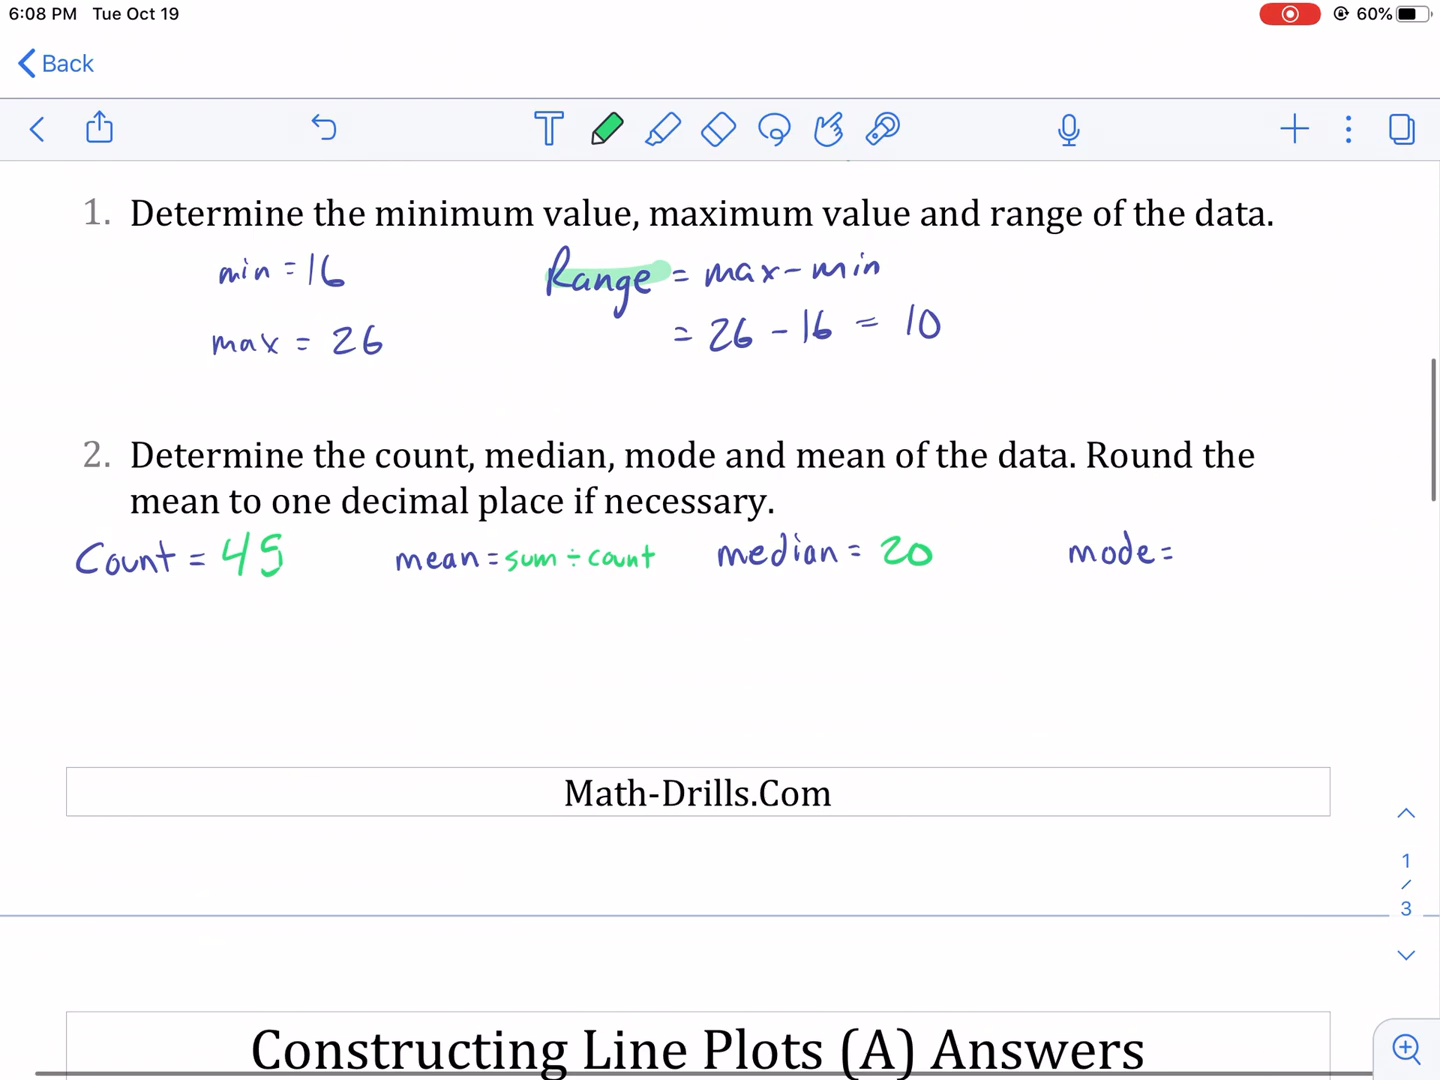 6:08 PM Tue Oct 19 60%
Back
1. Determine the minimum value, maximum value and range of the data.
min = 16 Range = max - min
max = 26 = 26 - 16 = 10
2. Determine the count, median, mode and mean of the data. Round the
mean to one decimal place if necessary.
Count = 45 mean = sum ÷ count median = 20 mode =
Math-Drills.Com
1
/
3
Constructing Line Plots (A) Answers